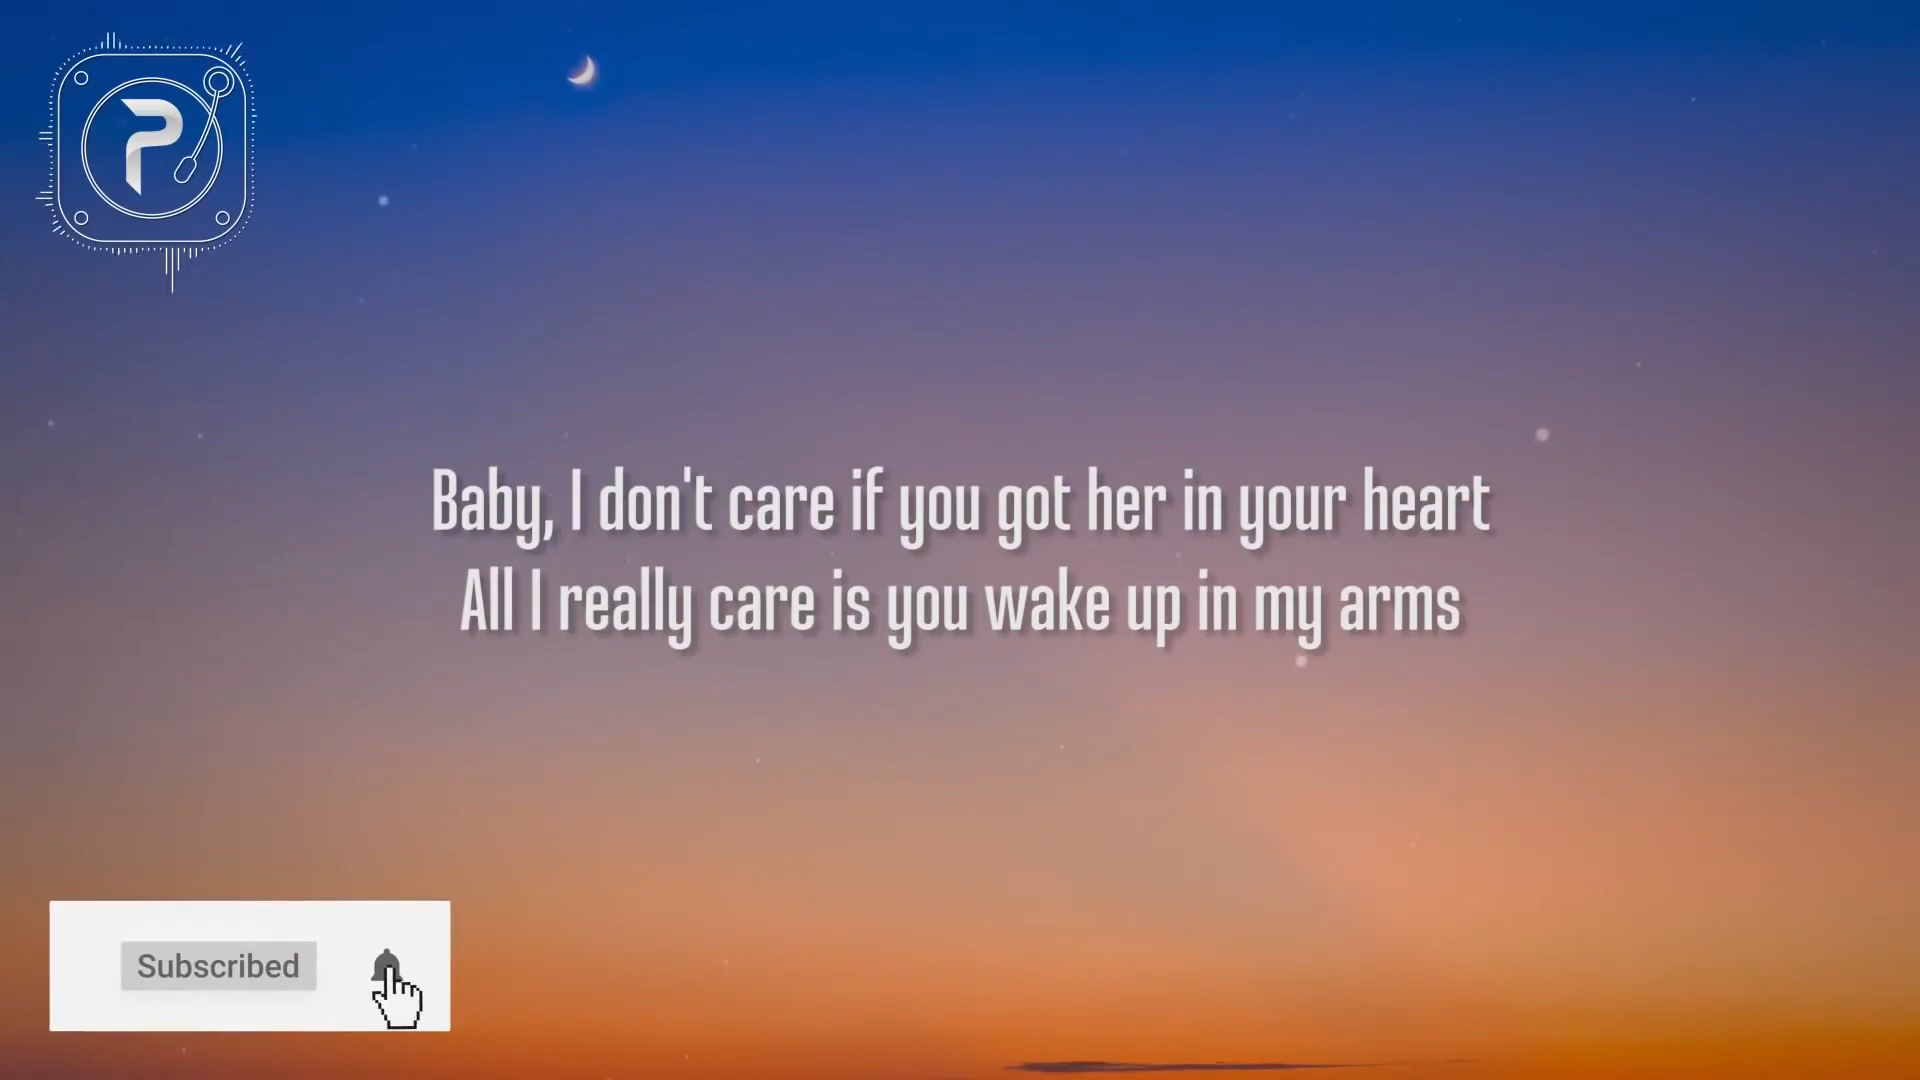 P
Baby, I don't care if you got her in your heart
All I really care is you wake up in my arms
Subscribed